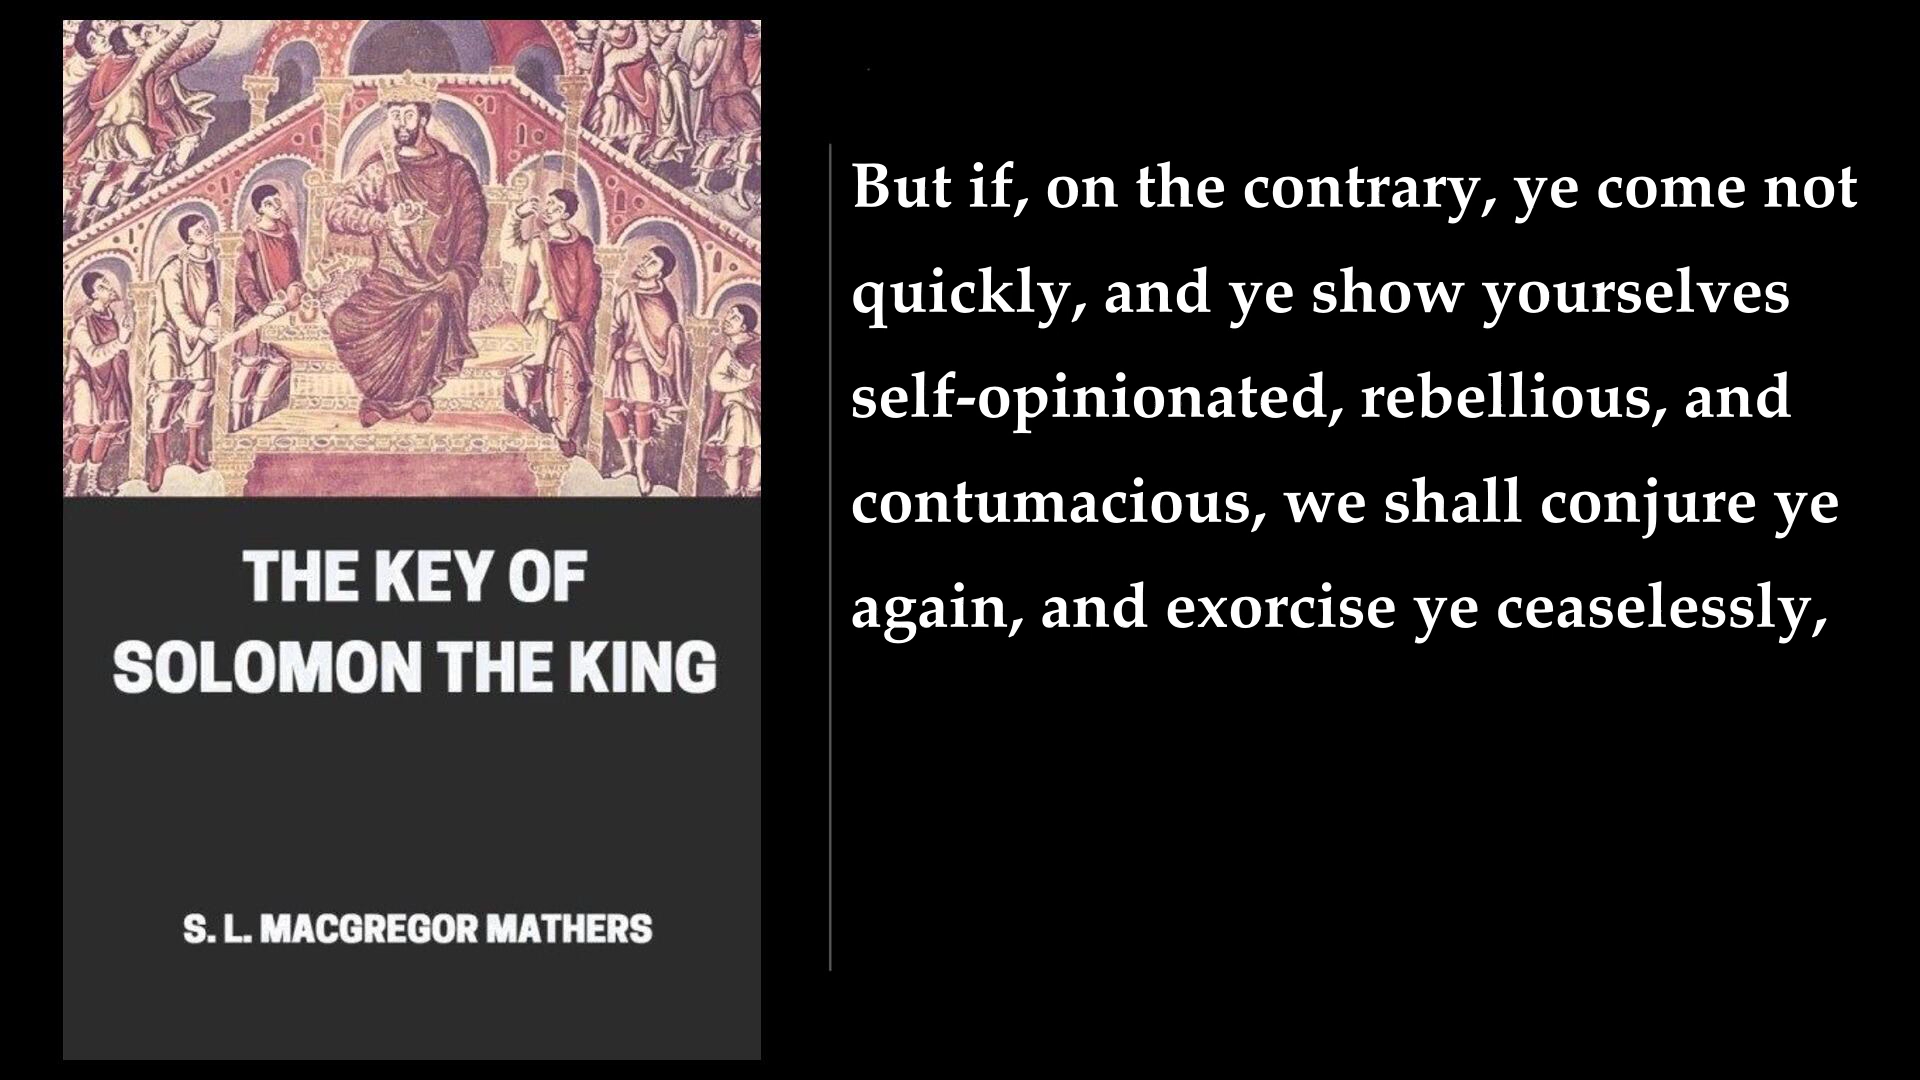 THE KEY OF
SOLOMON THE KING
S. L. MACGREGOR MATHERS
But if, on the contrary, ye come not
quickly, and ye show yourselves
self-opinionated, rebellious, and
contumacious, we shall conjure ye
again, and exorcise ye ceaselessly,